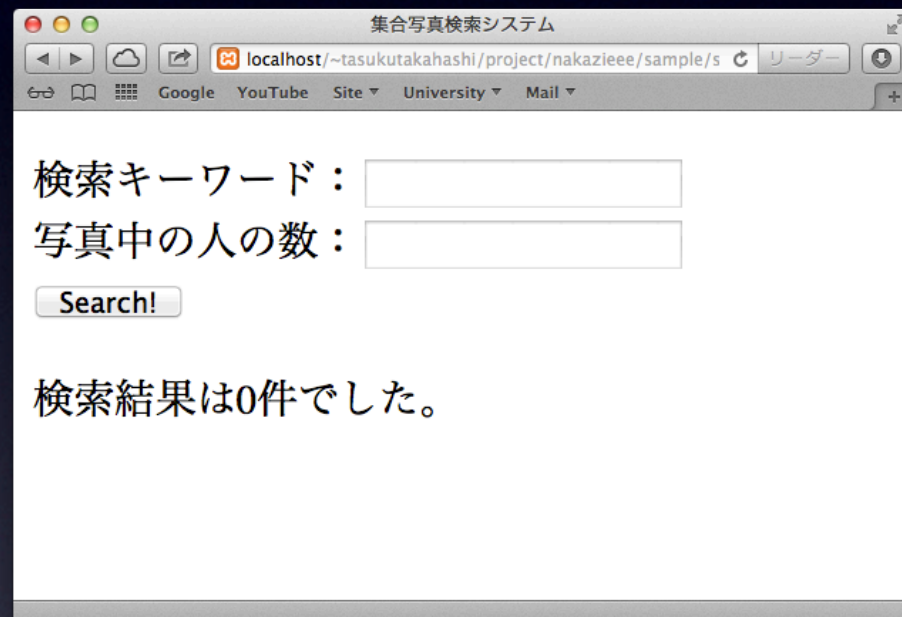 集合写真検索システム
localhost/~tasukutakahashi/project/nakazieee/sample/s リーダー
Google YouTube Site ▼ University ▼ Mail ▼
検索キーワード：
写真中の人の数：
Search!
検索結果は0件でした。